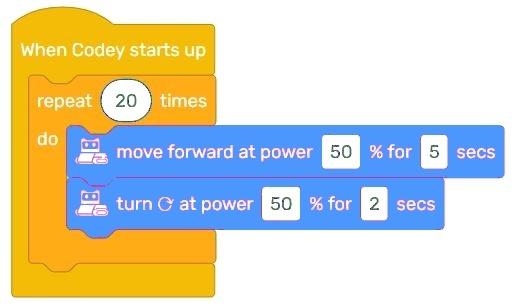 When Codey starts up
repeat 20 times
do
move forward at power 50 % for 5 secs
turn ⟳ at power 50 % for 2 secs